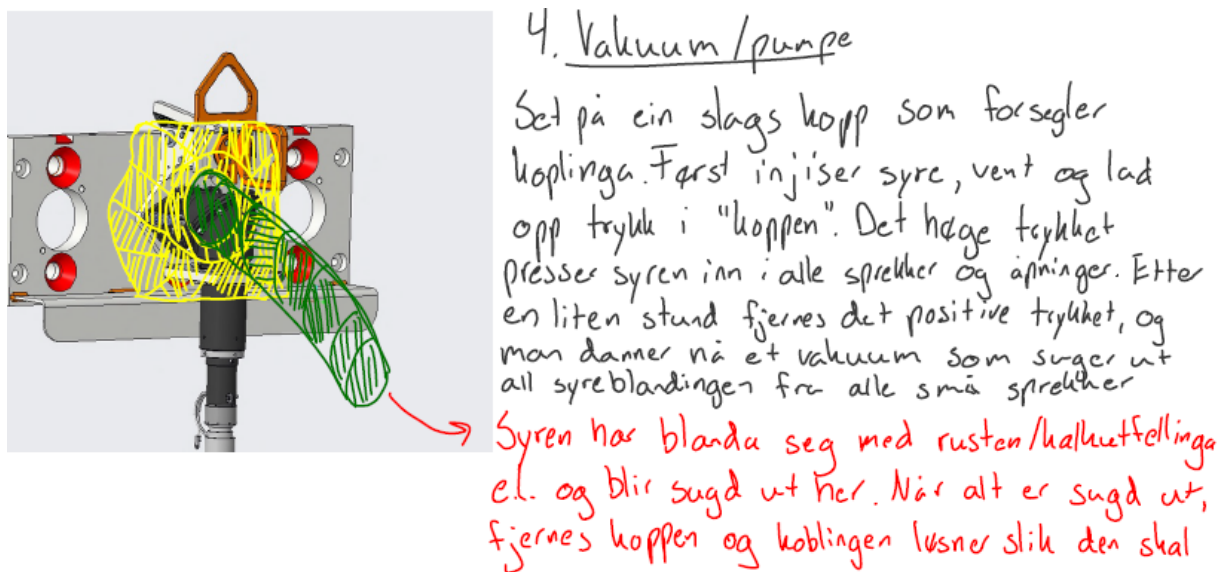 4. Vakuum/pumpe
Set på ein slags kopp som forsegler
koplinga. Først injiser syre, vent og lad
opp trykk i "koppen". Det høge trykket
presser syren inn i alle sprekker og åpninger. Etter
en liten stund fjernes det positive trykket, og
man danner nå et vakuum som suger ut
all syreblandingen fra alle små sprekker
Syren har blanda seg med rusten/kalkutfellinga
e.l. og blir sugd ut her. Når alt er sugd ut,
fjernes koppen og koblingen løsner slik den skal